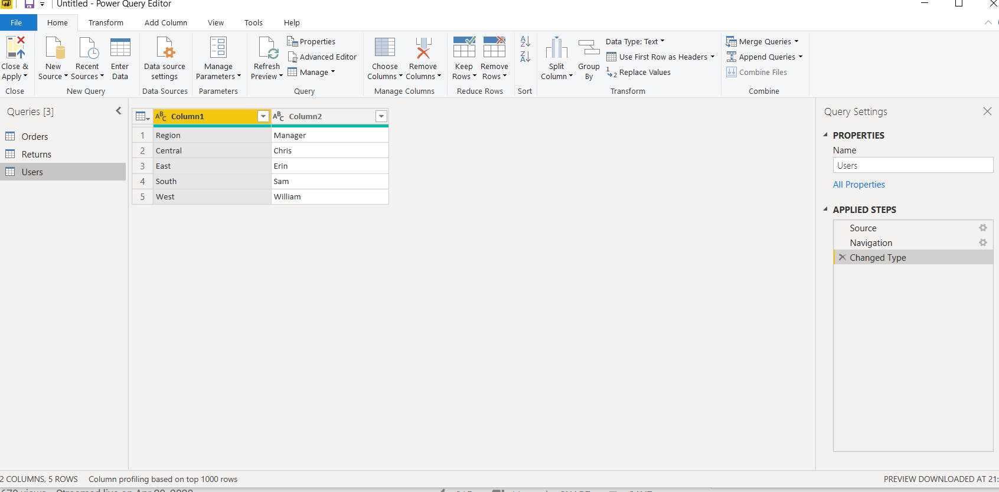 Untitled - Power Query Editor
File Home Transform Add Column View Tools Help
Close & Apply
New Source
Recent Sources
Enter Data
Data source settings
Manage Parameters
Refresh Preview
Properties
Advanced Editor
Manage
Choose Columns
Remove Columns
Keep Rows
Remove Rows
Split Column
Group By
Data Type: Text
Use First Row as Headers
1 2 Replace Values
Merge Queries
Append Queries
Combine Files
Close New Query Data Sources Parameters Query Manage Columns Reduce Rows Sort Transform Combine
Queries [3]
Orders
Returns
Users
ABC Column1 ABC Column2
1 Region Manager
2 Central Chris
3 East Erin
4 South Sam
5 West William
Query Settings
PROPERTIES
Name
Users
All Properties
APPLIED STEPS
Source
Navigation
Changed Type
2 COLUMNS, 5 ROWS Column profiling based on top 1000 rows PREVIEW DOWNLOADED AT 21: